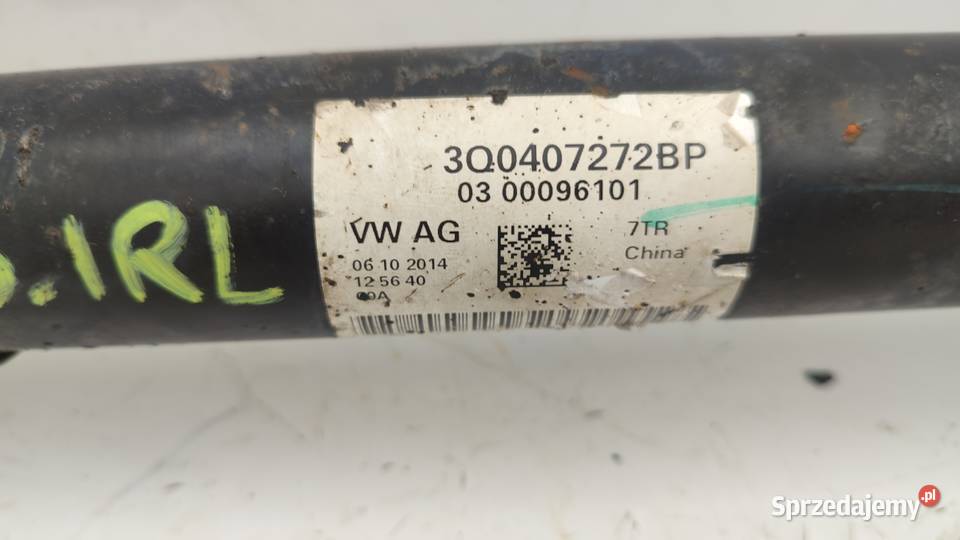 3Q0407272BP
03 00096101
VW AG
7TR
China
06 10 2014
12 56 40
.IRL
Sprzedajemy.pl